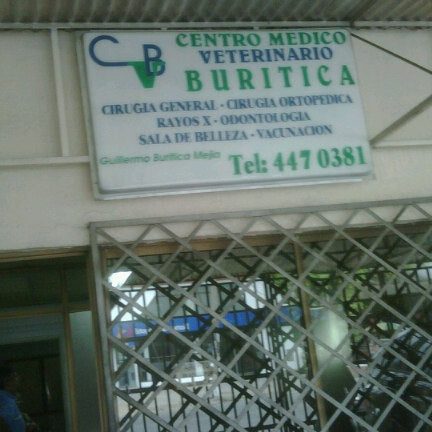 CVB
CENTRO MEDICO
VETERINARIO
BURITICA
CIRUGIA GENERAL - CIRUGIA ORTOPEDICA
RAYOS X - ODONTOLOGIA
SALA DE BELLEZA - VACUNACION
Guillermo Buritica Mejia
Tel: 447 0381